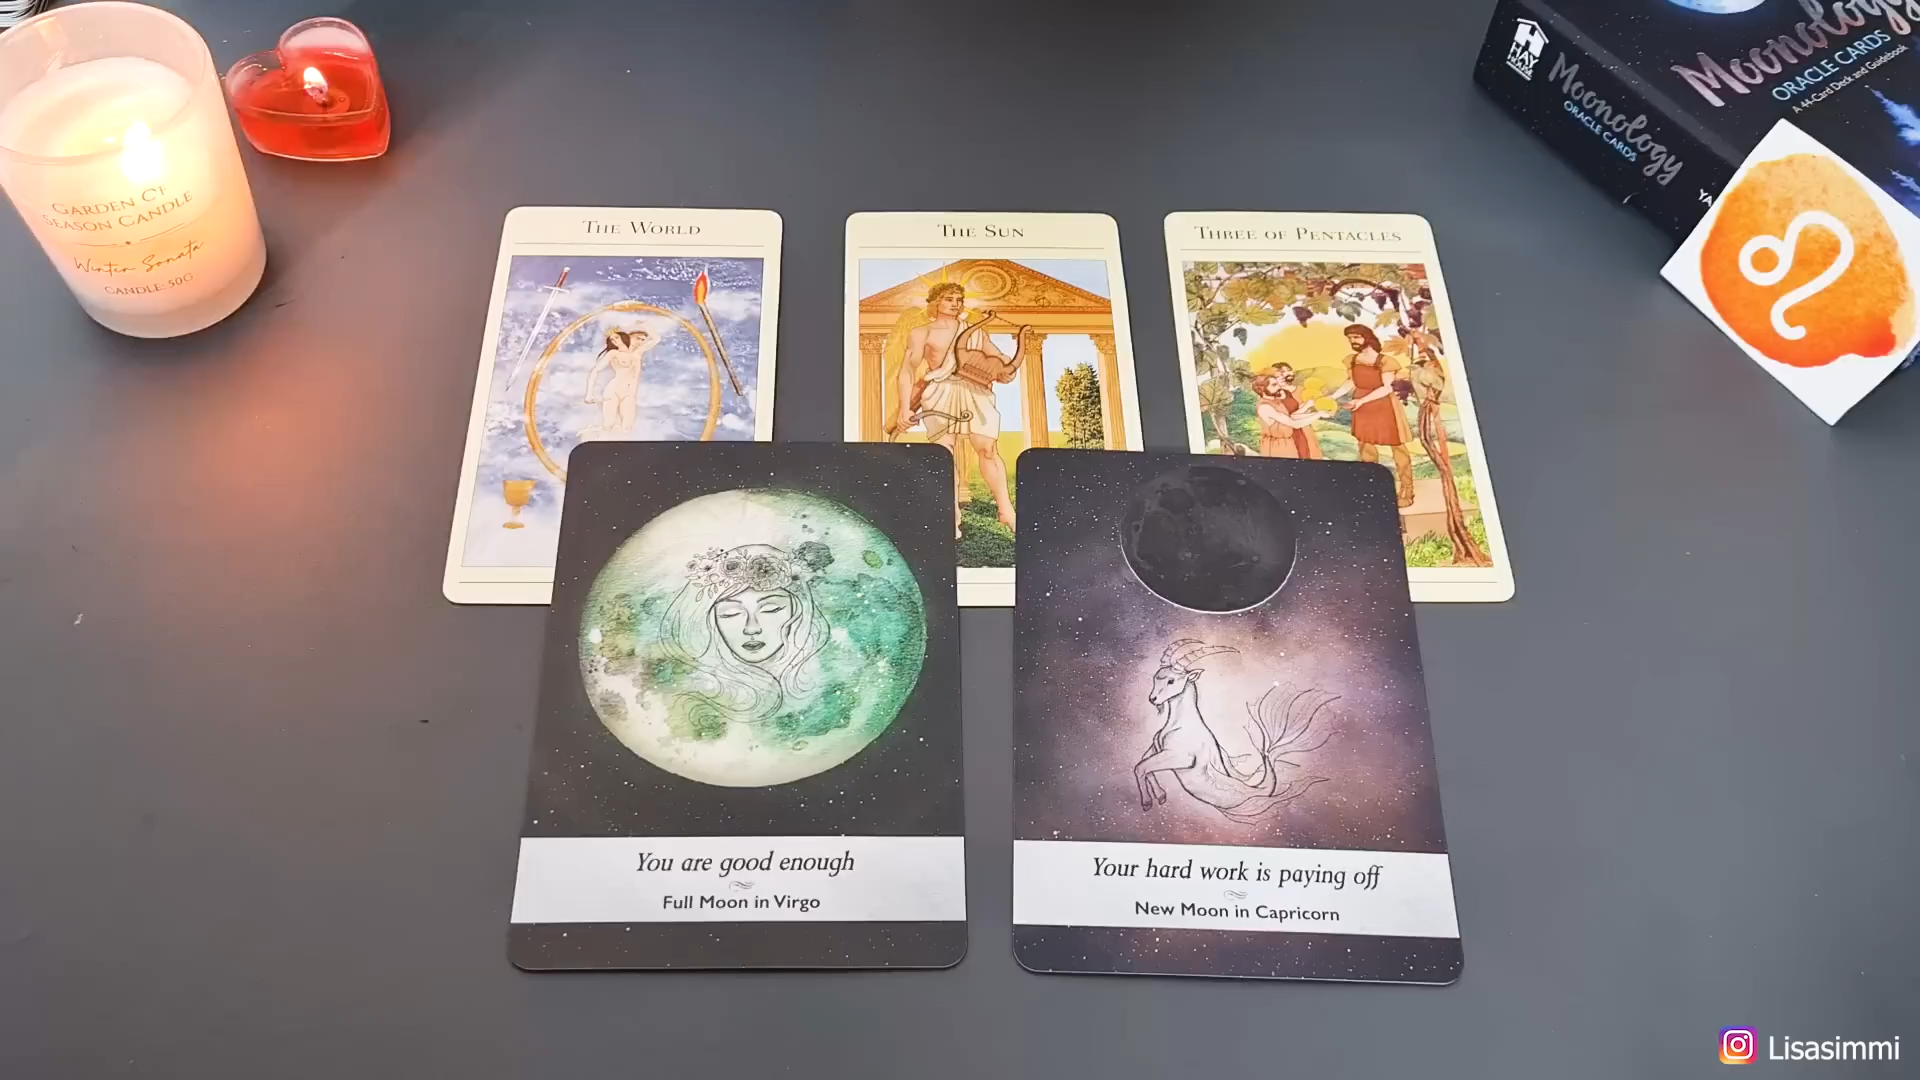 GARDEN
SEASON CANDLE
Winter Sonata
CANDLE: 50G
HAY
HOUSE
Moonology
ORACLE CARDS
Moonology
ORACLE CARDS
A 44-Card Deck and Guidebook
THE WORLD
THE SUN
THREE OF PENTACLES
You are good enough
Full Moon in Virgo
Your hard work is paying off
New Moon in Capricorn
Lisasimmi